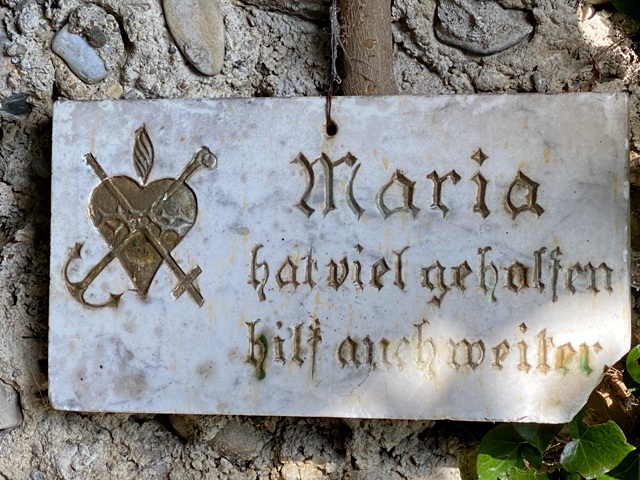 Maria
hat viel geholfen
hilf auch weiter